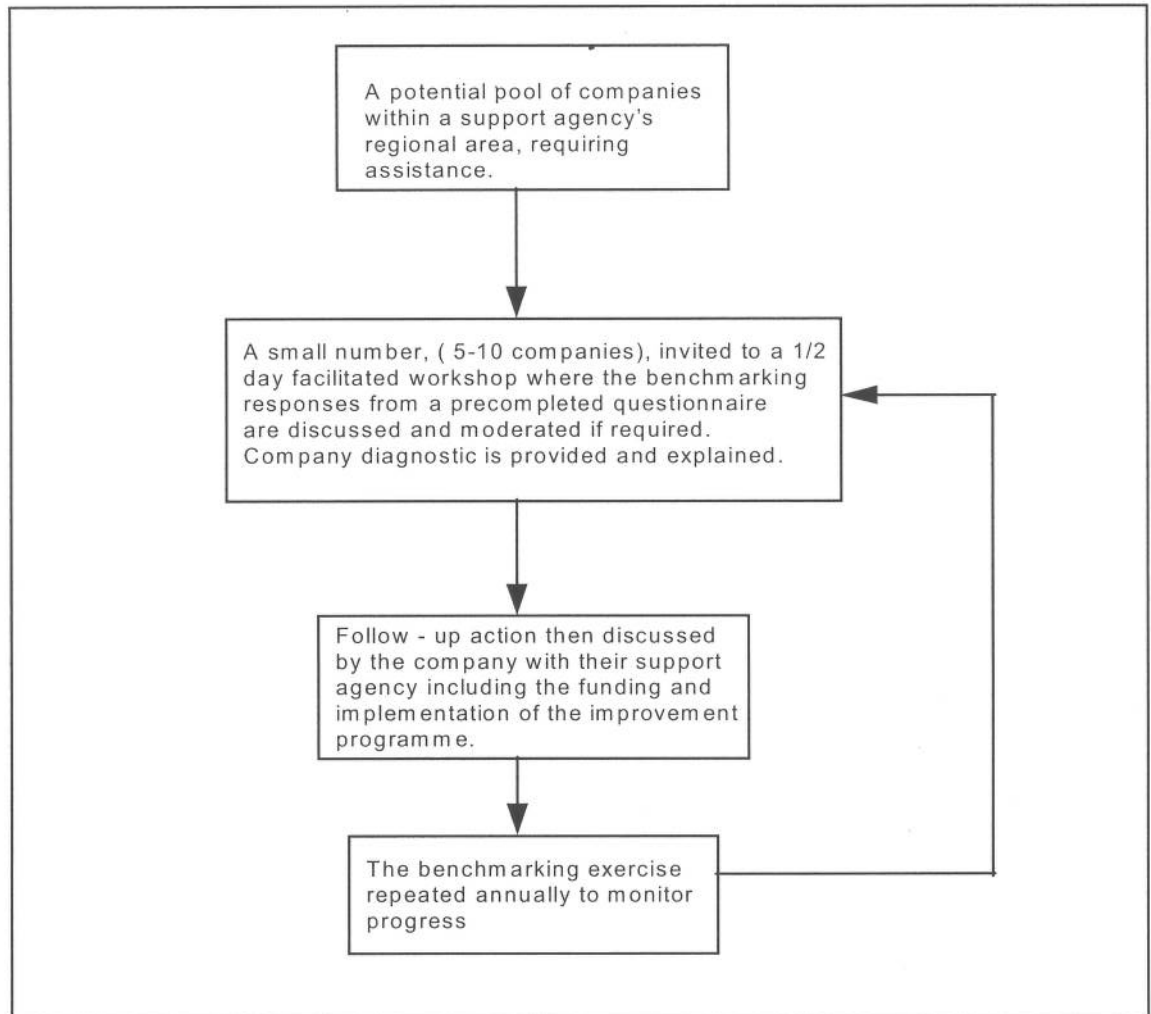 A potential pool of companies
within a support agency's
regional area, requiring
assistance.
A small number, ( 5-10 companies), invited to a 1/2
day facilitated workshop where the benchmarking
responses from a precompleted questionnaire
are discussed and moderated if required.
Company diagnostic is provided and explained.
Follow - up action then discussed
by the company with their support
agency including the funding and
implementation of the improvement
programme.
The benchmarking exercise
repeated annually to monitor
progress